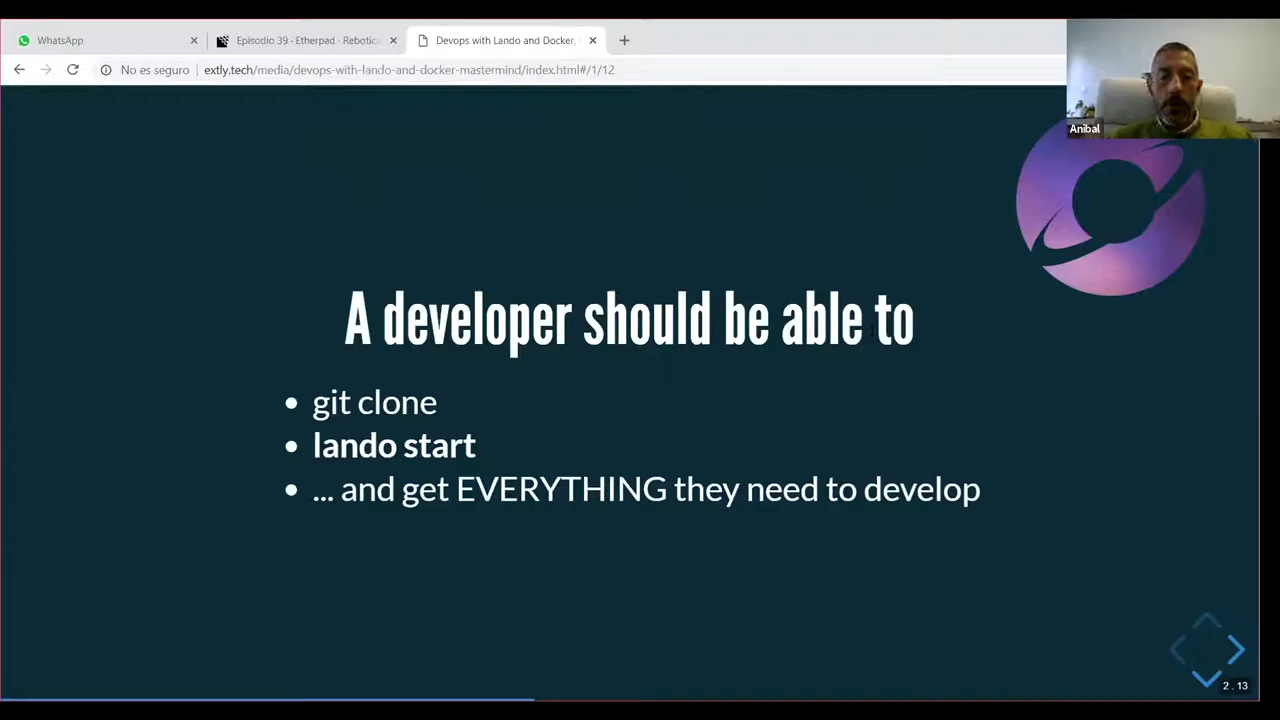 WhatsApp
Episodio 39 - Etherpad - Robotica
Devops with Lando and Docker,
No es seguro
extly.tech/media/devops-with-lando-and-docker-mastermind/index.html#/1/12
Anibal
A developer should be able to
• git clone
• lando start
• ... and get EVERYTHING they need to develop
2 . 13